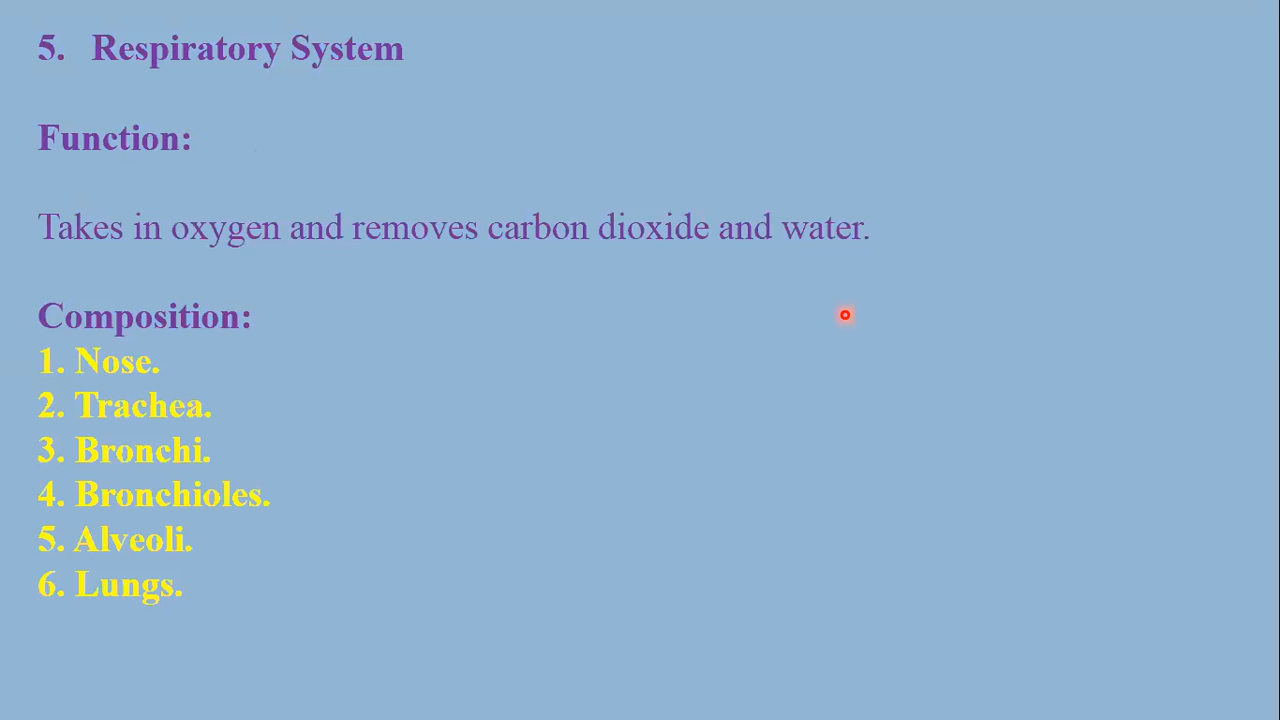 5. Respiratory System
Function:
Takes in oxygen and removes carbon dioxide and water.
Composition:
1. Nose.
2. Trachea.
3. Bronchi.
4. Bronchioles.
5. Alveoli.
6. Lungs.